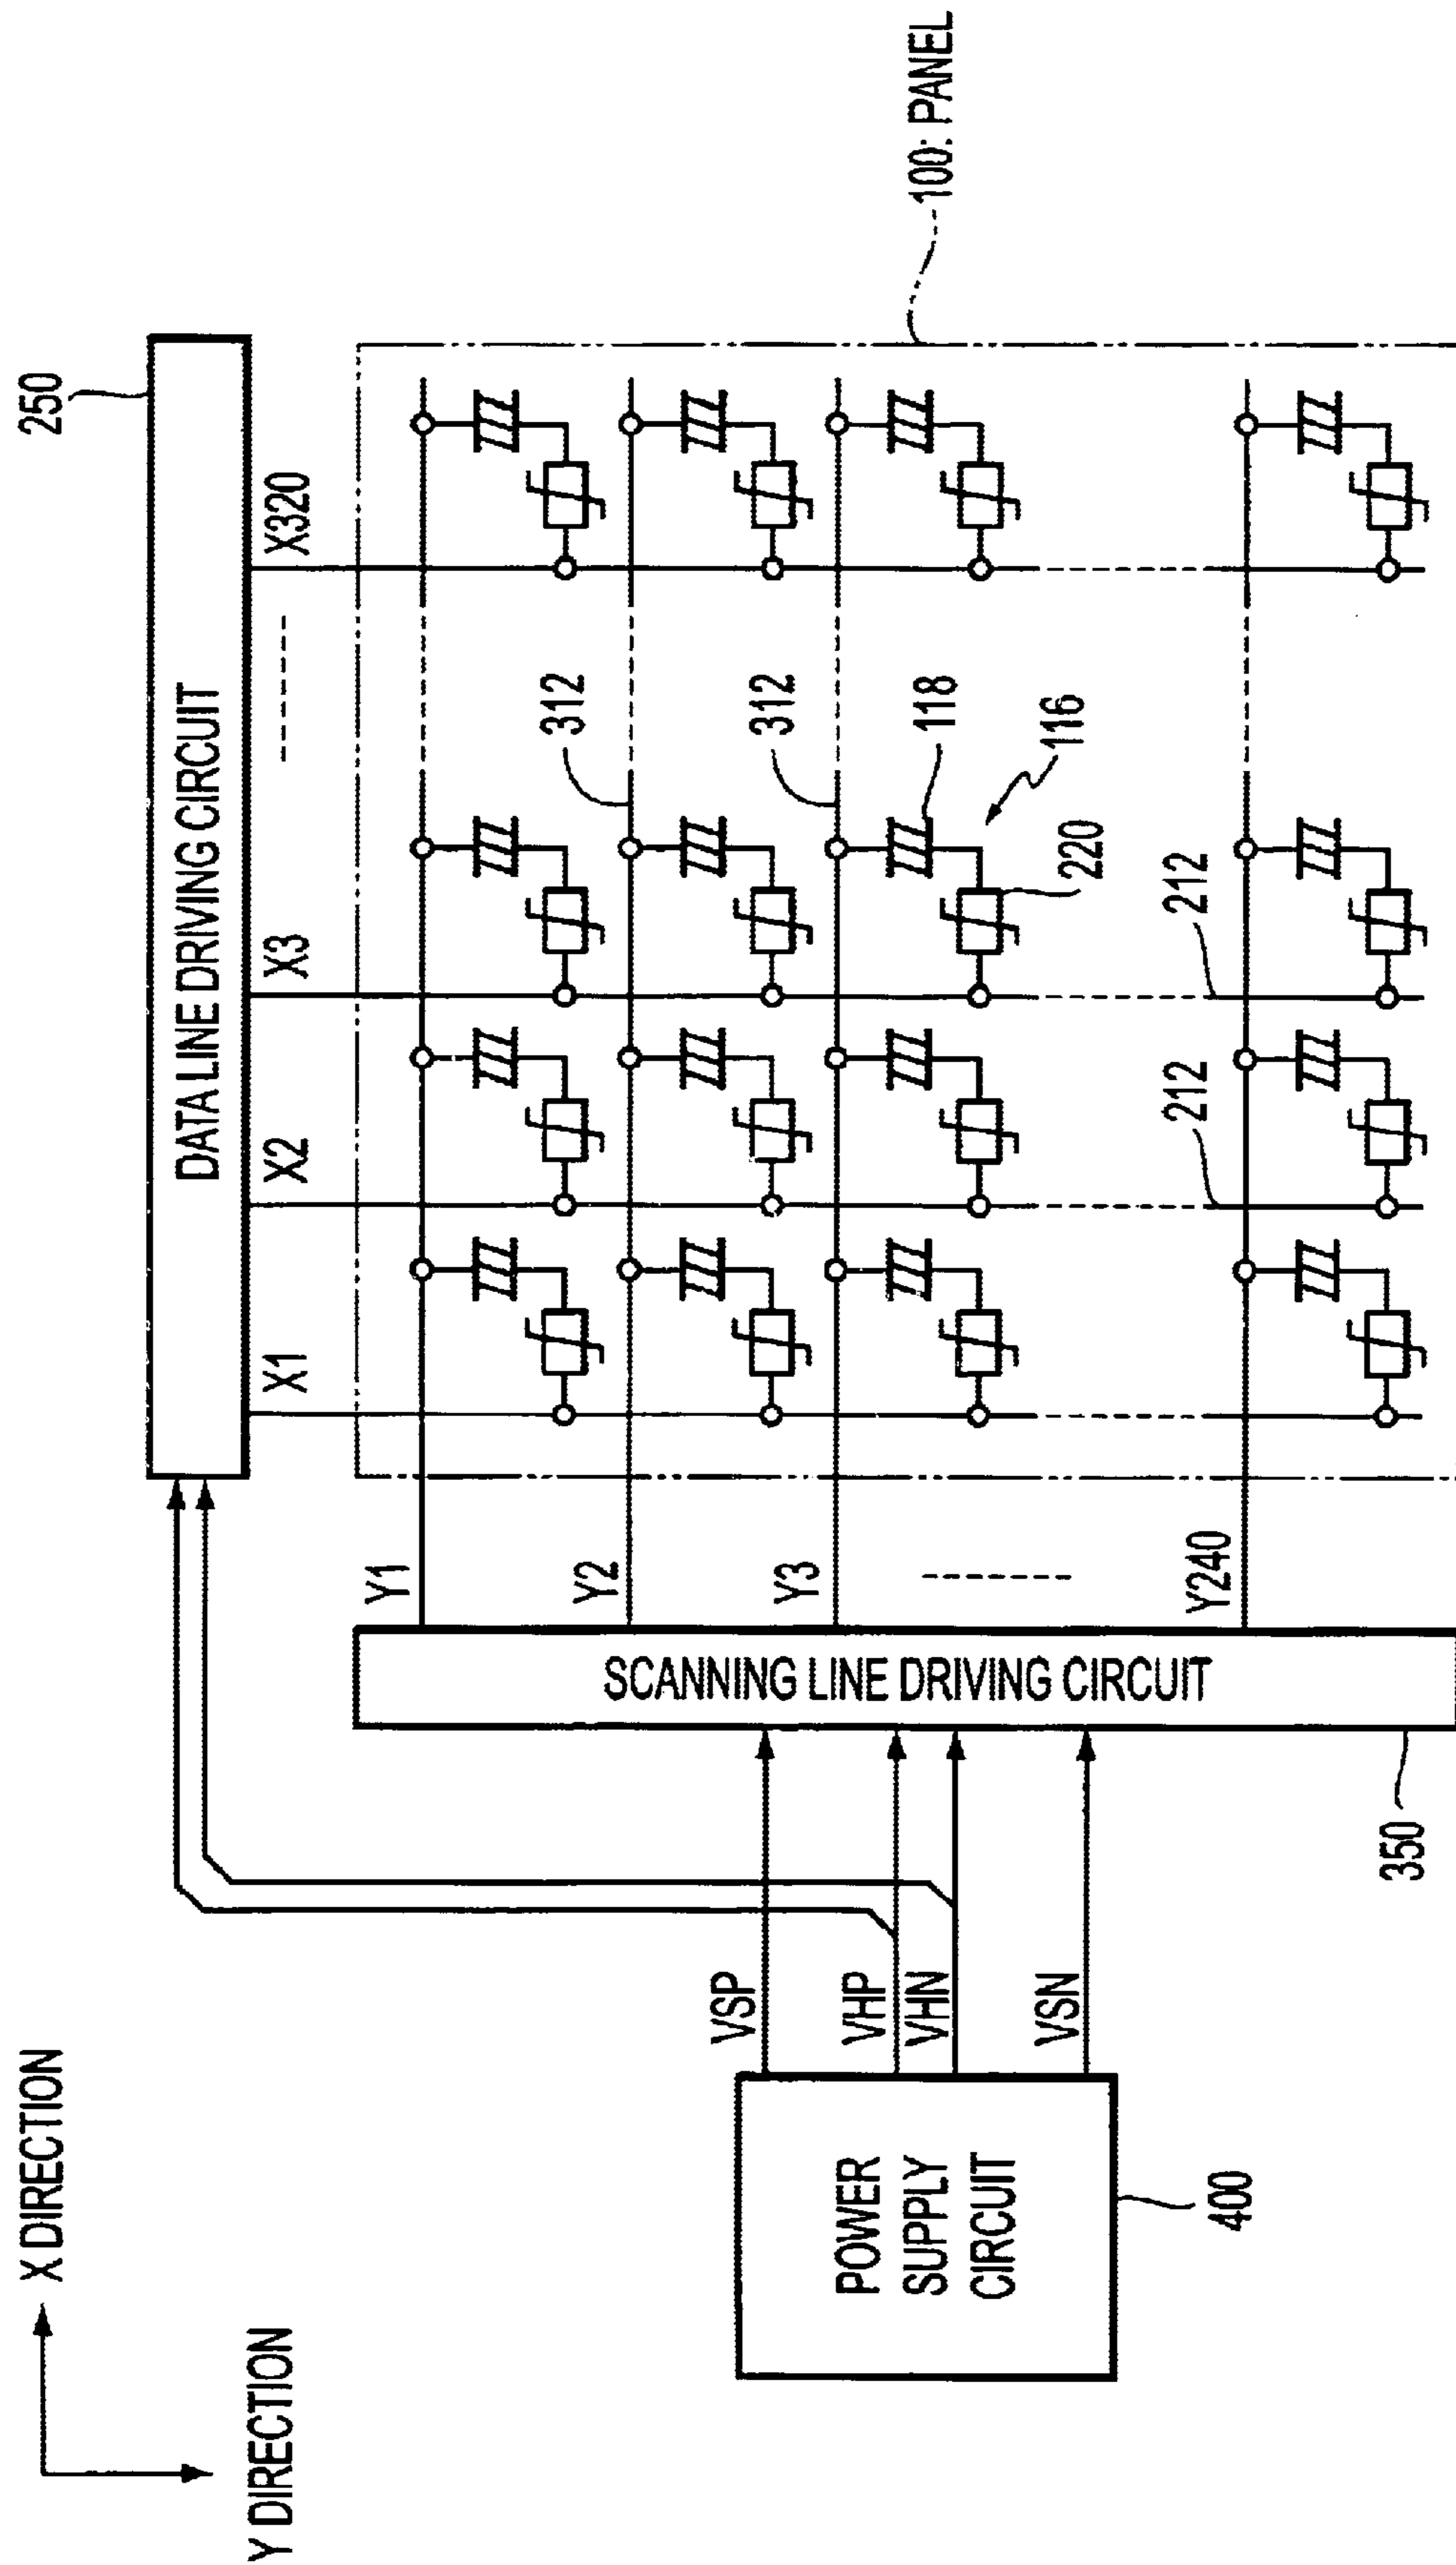 X DIRECTION
Y DIRECTION
250
DATA LINE DRIVING CIRCUIT
X1
X2
X3
X320
Y1
Y2
Y3
Y240
312
312
118
116
220
212
212
100: PANEL
SCANNING LINE DRIVING CIRCUIT
350
VSP
VHP
VHN
VSN
POWER
SUPPLY
CIRCUIT
400